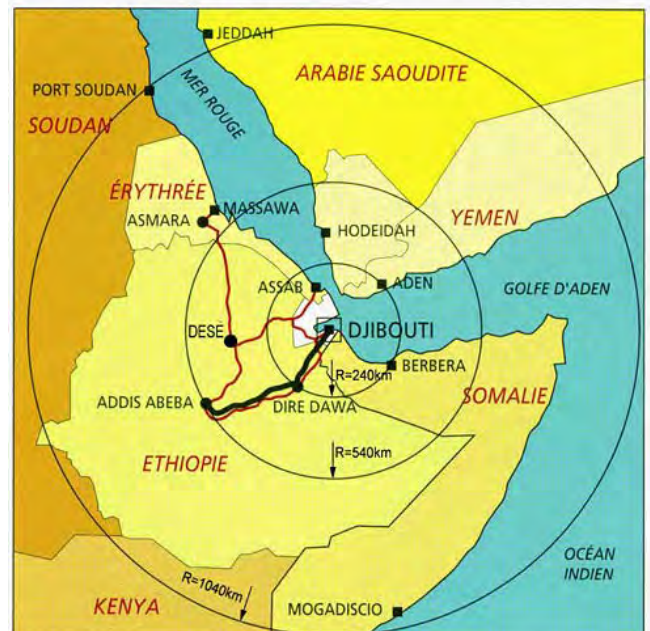 JEDDAH
ARABIE SAOUDITE
MER ROUGE
PORT SOUDAN
SOUDAN
ÉRYTHRÉE
MASSAWA
ASMARA
HODEIDAH
YEMEN
ASSAB
ADEN
GOLFE D'ADEN
DESE
DJIBOUTI
BERBERA
R=240km
SOMALIE
ADDIS ABEBA
DIRE DAWA
R=540km
ETHIOPIE
OCÉAN
INDIEN
R=1040km
KENYA
MOGADISCIO